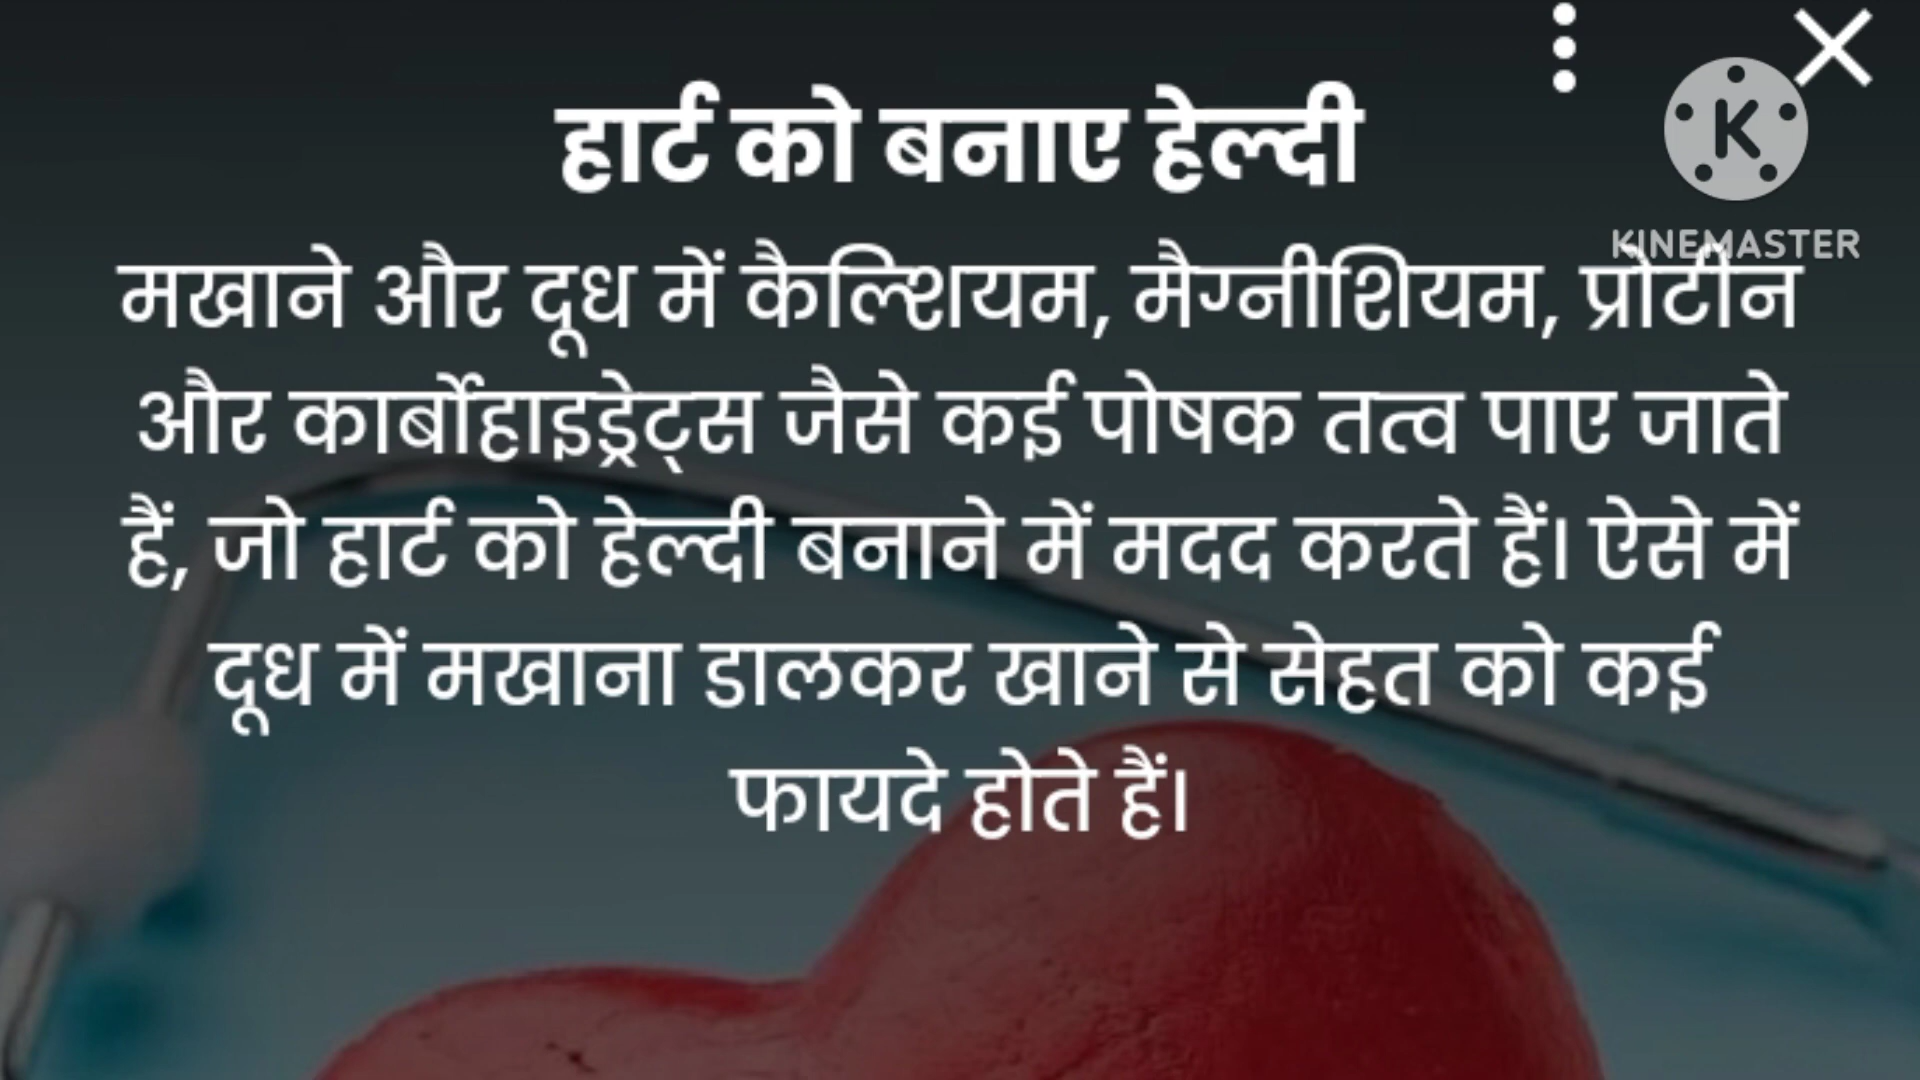 हार्ट को बनाए हेल्दी
KINEMASTER
मखाने और दूध में कैल्शियम, मैग्नीशियम, प्रोटीन
और कार्बोहाइड्रेट्स जैसे कई पोषक तत्व पाए जाते
हैं, जो हार्ट को हेल्दी बनाने में मदद करते हैं। ऐसे में
दूध में मखाना डालकर खाने से सेहत को कई
फायदे होते हैं।